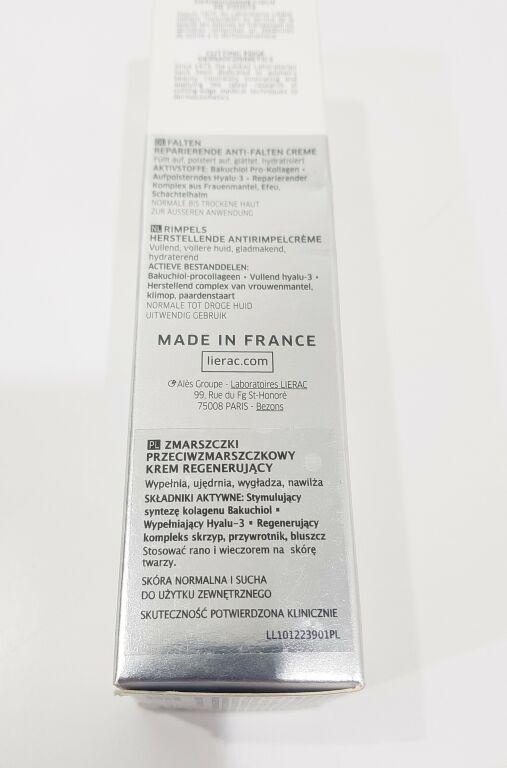 CUTTING EDGE
DERMOCOSMETICS
DE FALTEN
REPARIERENDE ANTI-FALTEN CREME
Füllt auf, polstert auf, glättet, hydratisiert
AKTIVSTOFFE: Bakuchiol Pro-Kollagen •
Aufpolsterndes Hyalu-3 • Reparierender
Komplex aus Frauenmantel, Efeu,
Schachtelhalm
NORMALE BIS TROCKENE HAUT
ZUR ÄUSSEREN ANWENDUNG
NL RIMPELS
HERSTELLENDE ANTIRIMPELCRÈME
Vullend, vollere huid, gladmakend,
hydraterend
ACTIEVE BESTANDDELEN:
Bakuchiol-procollageen • Vullend hyalu-3 •
Herstellend complex van vrouwenmantel,
klimop, paardenstaart
NORMALE TOT DROGE HUID
UITWENDIG GEBRUIK
MADE IN FRANCE
lierac.com
Alès Groupe - Laboratoires LIERAC
99, Rue du Fg St-Honoré
75008 PARIS - Bezons
PL ZMARSZCZKI
PRZECIWZMARSZCZKOWY
KREM REGENERUJĄCY
Wypełnia, ujędrnia, wygładza, nawilża
SKŁADNIKI AKTYWNE: Stymulujący
syntezę kolagenu Bakuchiol ▪
Wypełniający Hyalu-3 ▪ Regenerujący
kompleks skrzyp, przywrotnik, bluszcz
Stosować rano i wieczorem na skórę
twarzy.
SKÓRA NORMALNA I SUCHA
DO UŻYTKU ZEWNĘTRZNEGO
SKUTECZNOŚĆ POTWIERDZONA KLINICZNIE
LL101223901PL